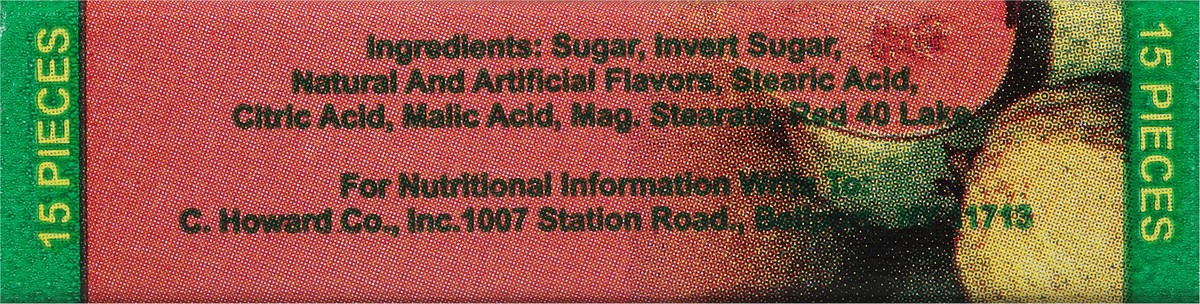 15 PIECES
Ingredients: Sugar, Invert Sugar,
Natural And Artificial Flavors, Stearic Acid,
Citric Acid, Malic Acid, Mag. Stearate, Red 40 Lake.
For Nutritional Information Write To:
C. Howard Co., Inc.1007 Station Road.,
15 PIECES